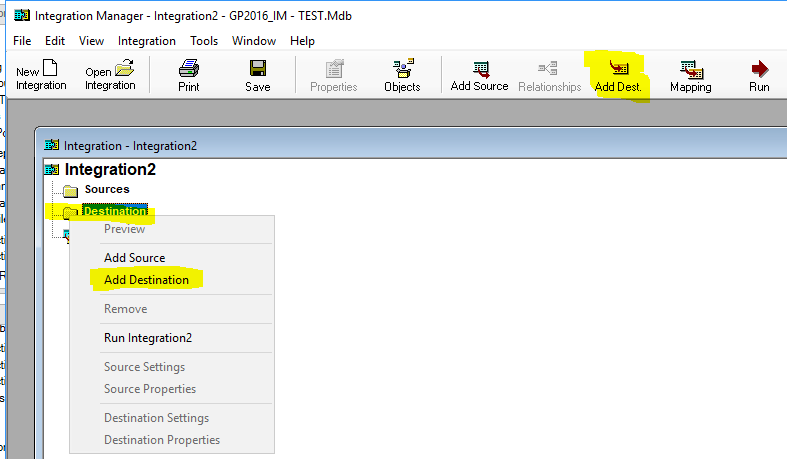 Integration Manager - Integration2 - GP2016_IM - TEST.Mdb
File Edit View Integration Tools Window Help
New Integration Open Integration Print Save Properties Objects Add Source Relationships Add Dest. Mapping Run
Integration - Integration2
Integration2
Sources
Destination
Preview
Add Source
Add Destination
Remove
Run Integration2
Source Settings
Source Properties
Destination Settings
Destination Properties